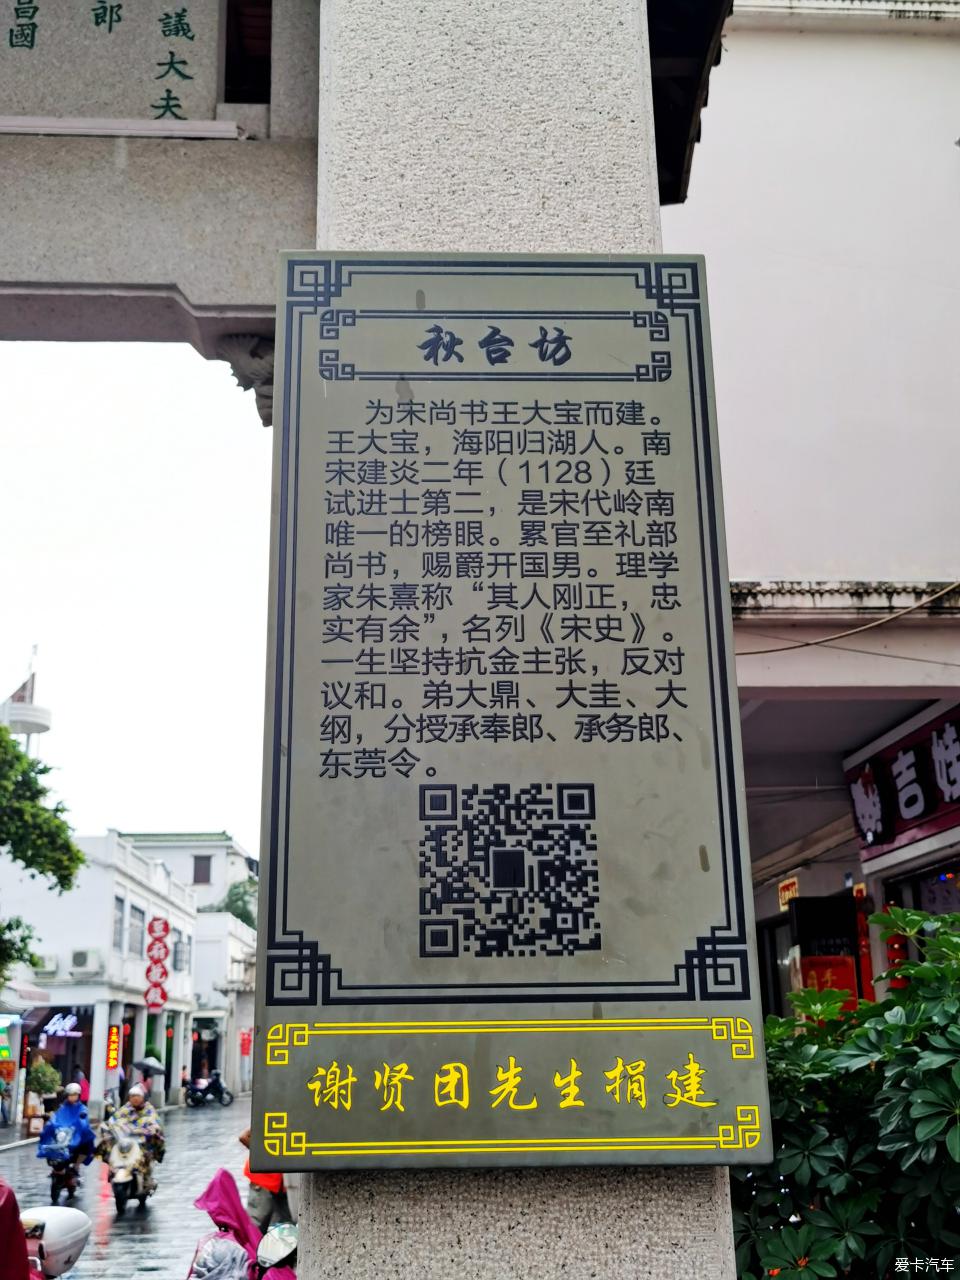 昌國
郎
議大夫
秋台坊
为宋尚书王大宝而建。
王大宝，海阳归湖人。南
宋建炎二年（1128）廷
试进士第二，是宋代岭南
唯一的榜眼。累官至礼部
尚书，赐爵开国男。理学
家朱熹称“其人刚正，忠
实有余”，名列《宋史》。
一生坚持抗金主张，反对
议和。弟大鼎、大圭、大
纲，分授承奉郎、承务郎、
东莞令。
谢贤团先生捐建
吉娃
爱卡汽车